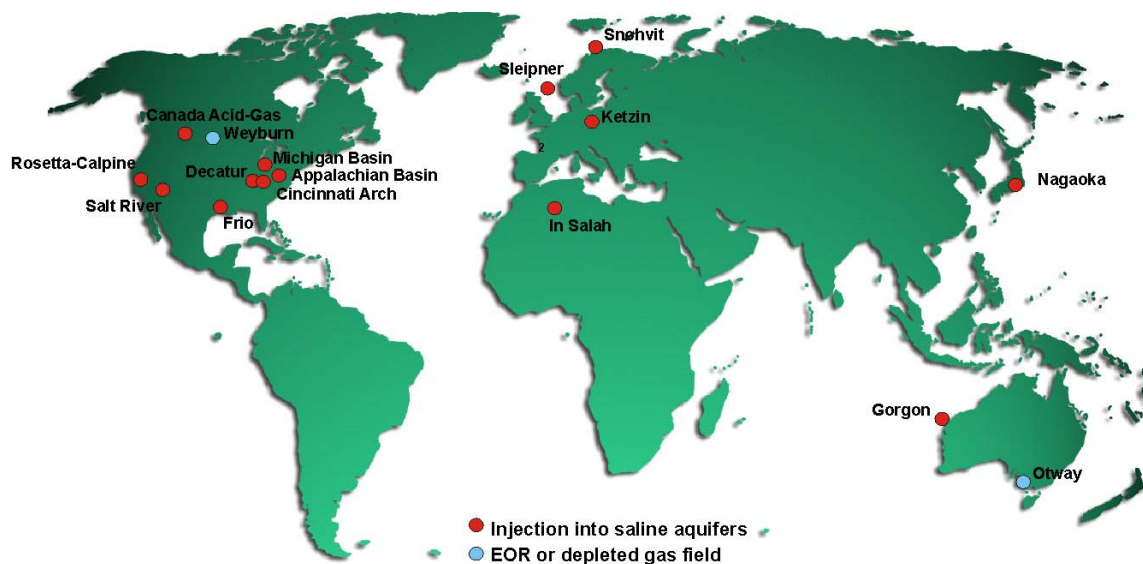 Snøhvit
Sleipner
Canada Acid-Gas
Weyburn
Ketzin
2
Michigan Basin
Rosetta-Calpine
Decatur
Appalachian Basin
Cincinnati Arch
Nagaoka
Salt River
Frio
In Salah
Gorgon
Otway
Injection into saline aquifers
EOR or depleted gas field